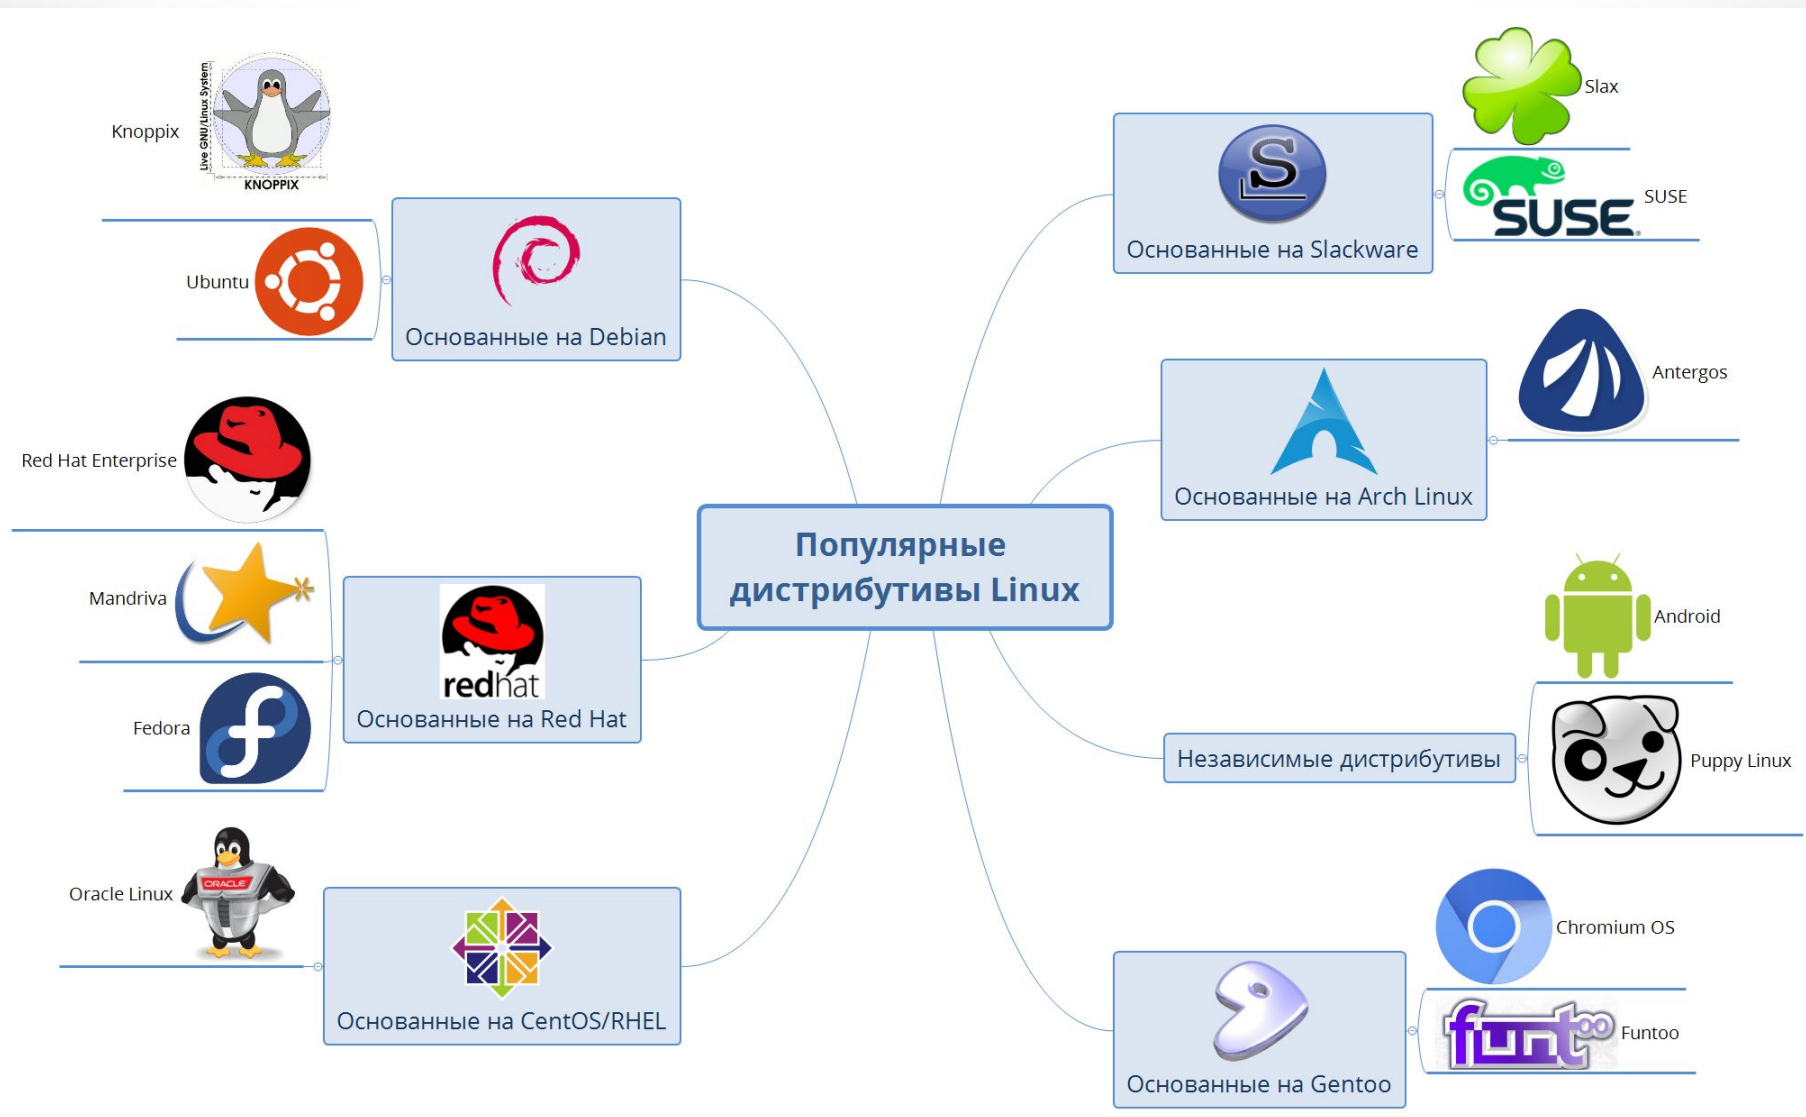 Live GNU/Linux System
KNOPPIX
Knoppix
Ubuntu
Основанные на Debian
Red Hat Enterprise
Mandriva
Fedora
redhat
Основанные на Red Hat
ORACLE
Oracle Linux
Основанные на CentOS/RHEL
Популярные
дистрибутивы Linux
S
Основанные на Slackware
Slax
SUSE
SUSE
Основанные на Arch Linux
Antergos
Независимые дистрибутивы
Android
Puppy Linux
Основанные на Gentoo
Chromium OS
funtoo
Funtoo